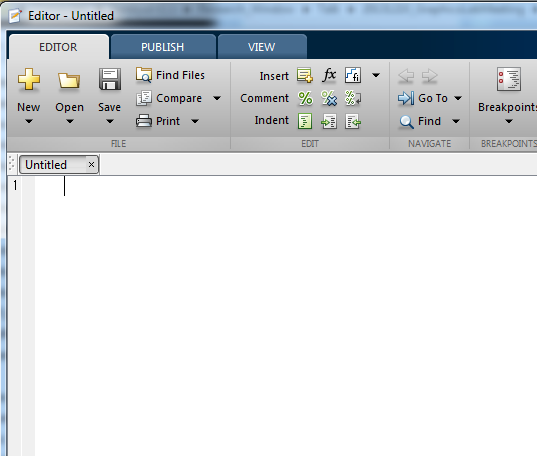 Editor - Untitled
EDITOR PUBLISH VIEW
New Open Save Find Files Compare Print
Insert fx fi
Comment % % %
Indent
Go To Find
Breakpoints
FILE EDIT NAVIGATE BREAKPOINTS
Untitled ×
1